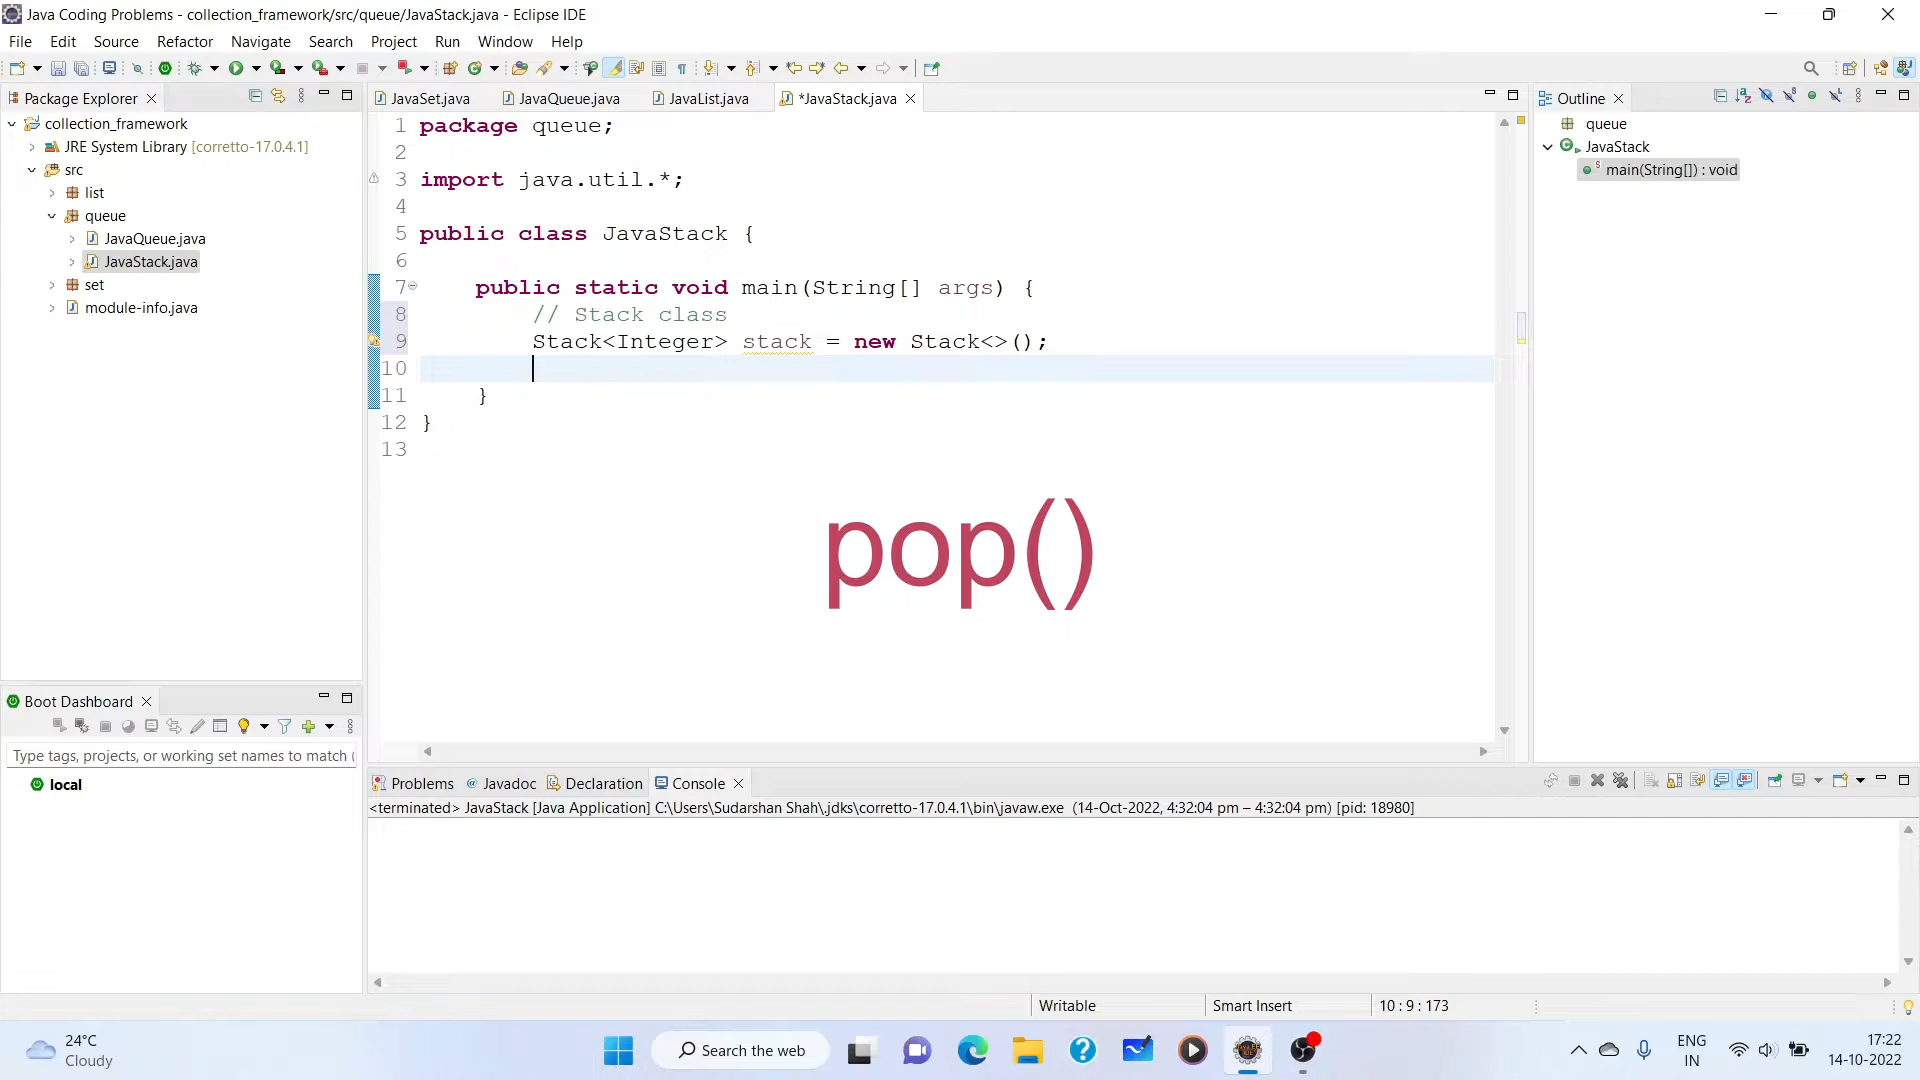 Java Coding Problems - collection_framework/src/queue/JavaStack.java - Eclipse IDE
File Edit Source Refactor Navigate Search Project Run Window Help
Package Explorer
collection_framework
JRE System Library [corretto-17.0.4.1]
src
list
queue
JavaQueue.java
JavaStack.java
set
module-info.java
JavaSet.java JavaQueue.java JavaList.java *JavaStack.java
1 package queue;
2
3 import java.util.*;
4
5 public class JavaStack {
6
7 public static void main(String[] args) {
8 // Stack class
9 Stack<Integer> stack = new Stack<>();
10
11 }
12 }
13
pop()
Outline
queue
JavaStack
main(String[]) : void
Boot Dashboard
Type tags, projects, or working set names to match (
local
Problems @ Javadoc Declaration Console
<terminated> JavaStack [Java Application] C:\Users\Sudarshan Shah\.jdks\corretto-17.0.4.1\bin\javaw.exe (14-Oct-2022, 4:32:04 pm – 4:32:04 pm) [pid: 18980]
Writable Smart Insert 10 : 9 : 173
24°C
Cloudy
Search the web
ENG
IN
17:22
14-10-2022